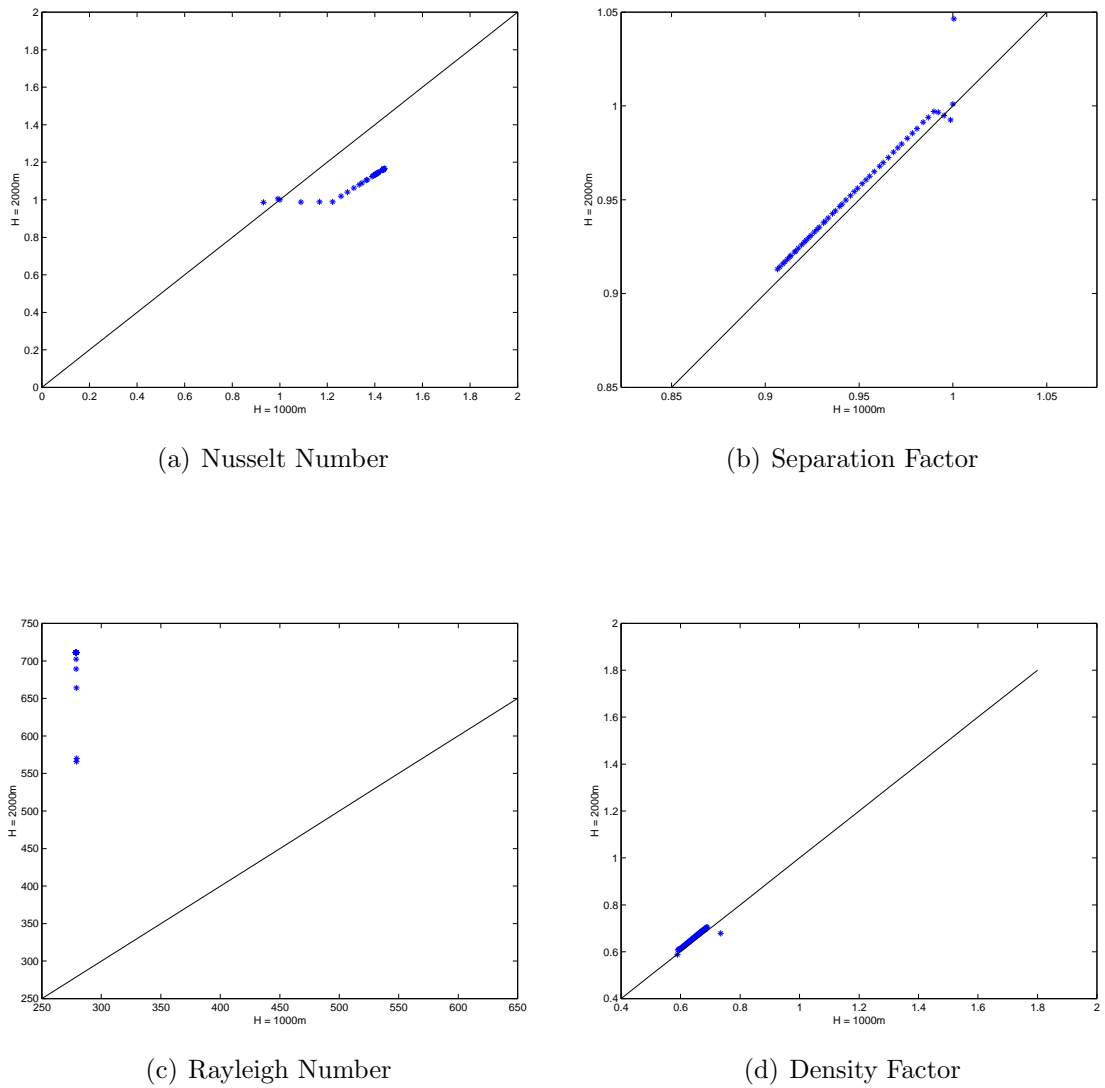 2
1.8
1.6
1.4
1.2
1
0.8
0.6
0.4
0.2
0
H = 2000m
0 0.2 0.4 0.6 0.8 1 1.2 1.4 1.6 1.8 2
H = 1000m
(a) Nusselt Number
1.05
1
0.95
0.9
0.85
H = 2000m
0.85 0.9 0.95 1 1.05
H = 1000m
(b) Separation Factor
750
700
650
600
550
500
450
400
350
300
250
H = 2000m
250 300 350 400 450 500 550 600 650
H = 1000m
(c) Rayleigh Number
2
1.8
1.6
1.4
1.2
1
0.8
0.6
0.4
H = 2000m
0.4 0.6 0.8 1 1.2 1.4 1.6 1.8 2
H = 1000m
(d) Density Factor